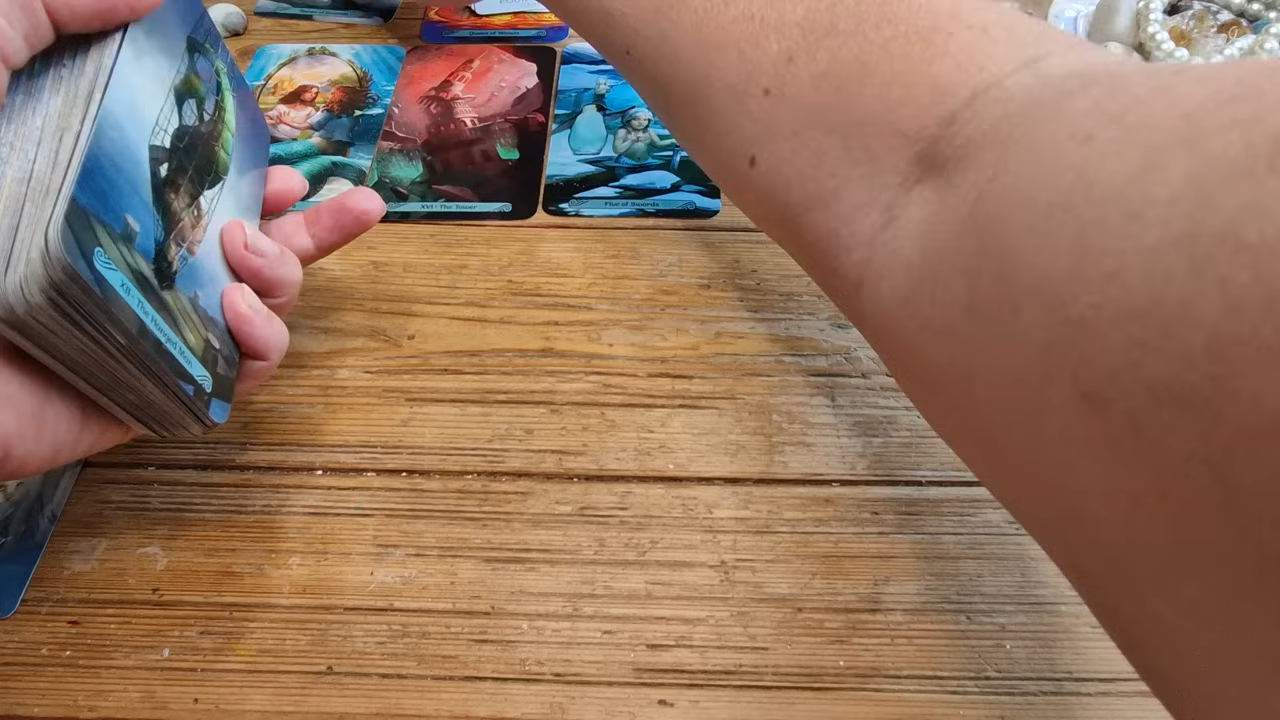 Queen of Wands
XVI - The Tower
Five of Swords
XII - The Hanged Man